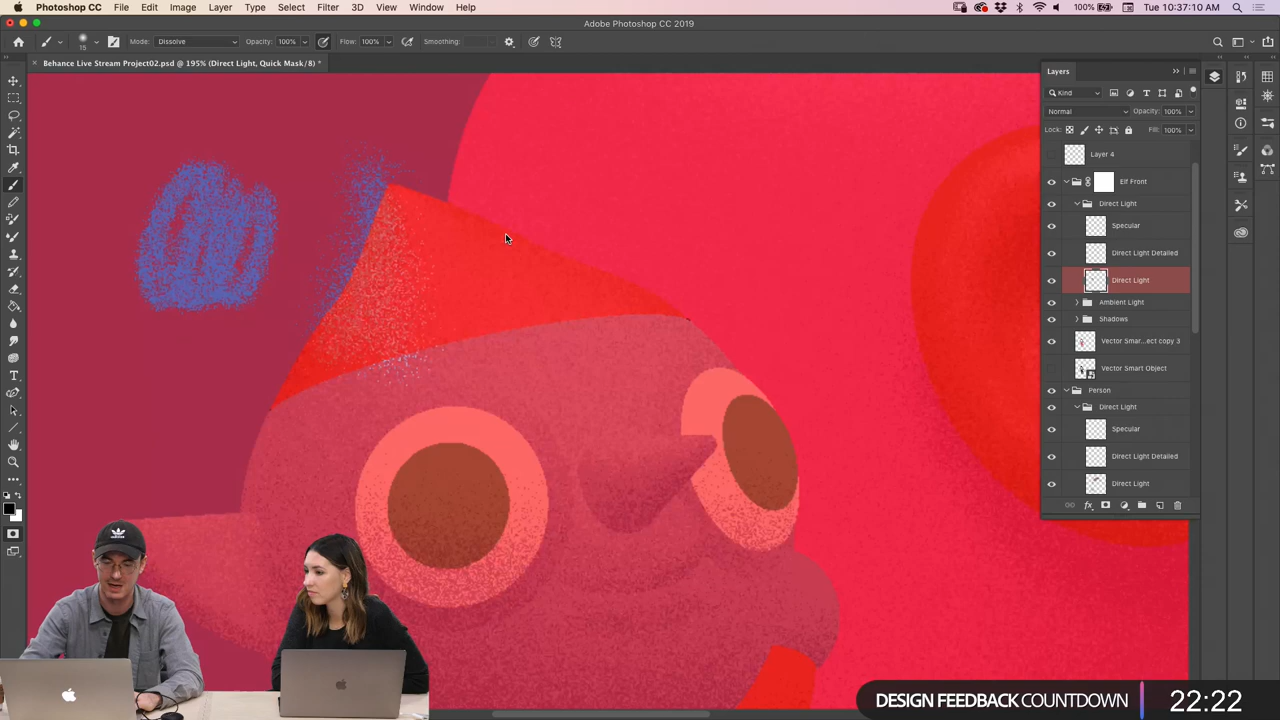 Photoshop CC File Edit Image Layer Type Select Filter 3D View Window Help 100% Tue 10:37:10 AM
Adobe Photoshop CC 2019
15 Mode: Dissolve Opacity: 100% Flow: 100% Smoothing:
Behance Live Stream Project02.psd @ 195% (Direct Light, Quick Mask/8) *
Layers
Kind
Normal Opacity: 100%
Lock: Fill: 100%
Layer 4
Elf Front
Direct Light
Specular
Direct Light Detailed
Direct Light
Ambient Light
Shadows
Vector Smar...ect copy 3
Vector Smart Object
Person
Direct Light
Specular
Direct Light Detailed
Direct Light
fx
DESIGN FEEDBACK COUNTDOWN 22:22